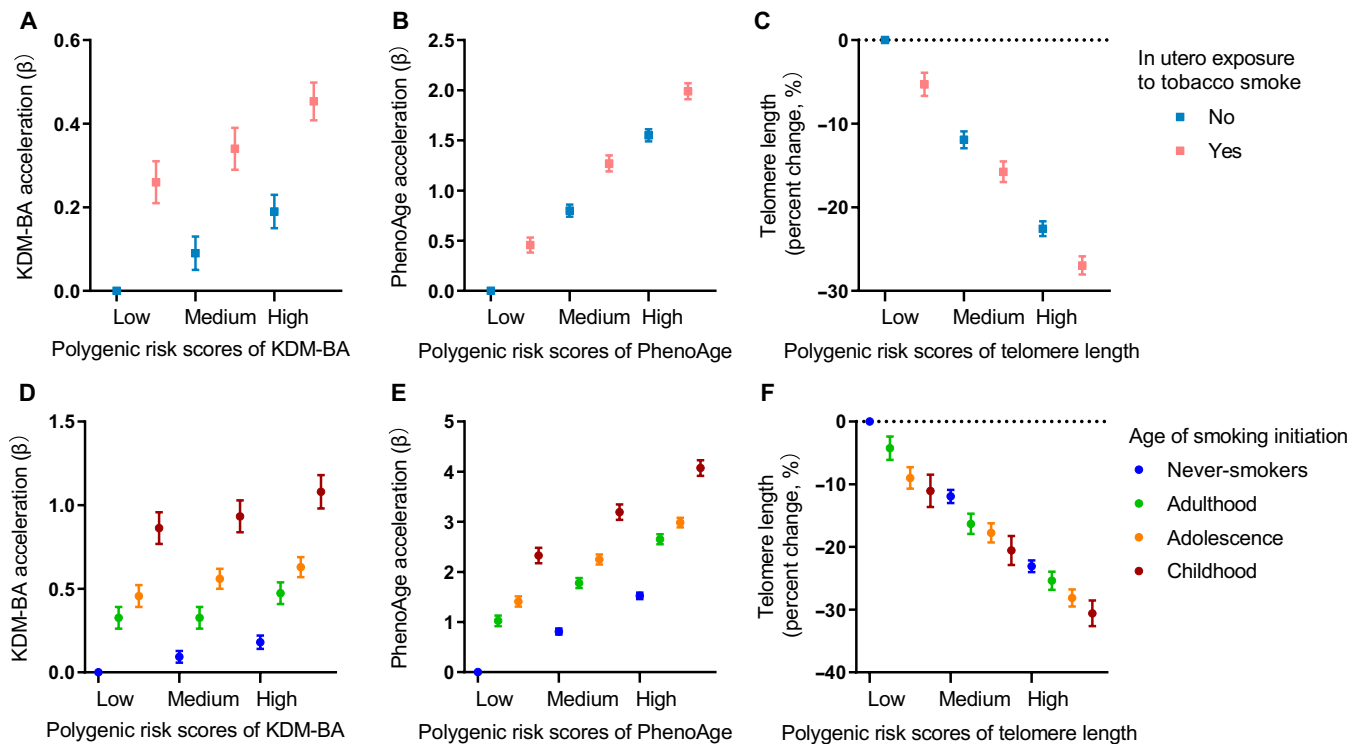 A
KDM-BA acceleration (β)
0.6
0.4
0.2
0.0
Low Medium High
Polygenic risk scores of KDM-BA
B
PhenoAge acceleration (β)
2.5
2.0
1.5
1.0
0.5
0.0
Low Medium High
Polygenic risk scores of PhenoAge
C
Telomere length
(percent change, %)
0
−10
−20
−30
Low Medium High
Polygenic risk scores of telomere length
In utero exposure
to tobacco smoke
No
Yes
D
KDM-BA acceleration (β)
1.5
1.0
0.5
0.0
Low Medium High
Polygenic risk scores of KDM-BA
E
PhenoAge acceleration (β)
5
4
3
2
1
0
Low Medium High
Polygenic risk scores of PhenoAge
F
Telomere length
(percent change, %)
0
−10
−20
−30
−40
Low Medium High
Polygenic risk scores of telomere length
Age of smoking initiation
Never-smokers
Adulthood
Adolescence
Childhood